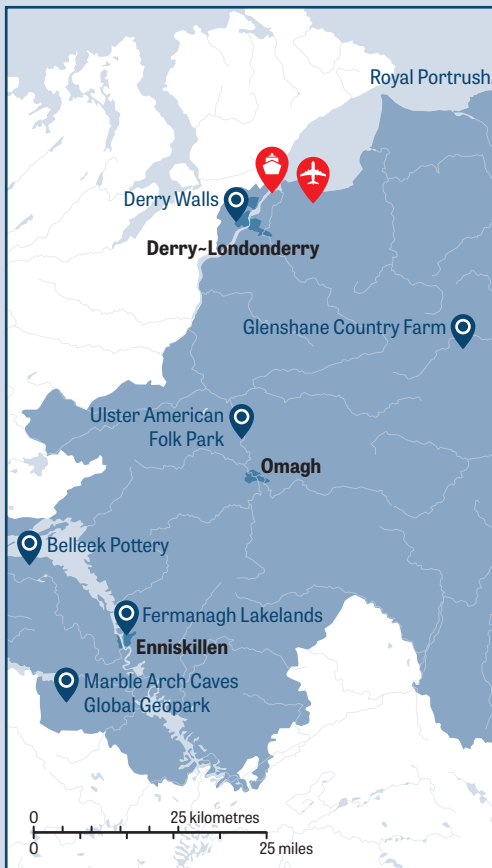 Royal Portrush
Derry Walls
Derry~Londonderry
Glenshane Country Farm
Ulster American
Folk Park
Omagh
Belleek Pottery
Fermanagh Lakelands
Enniskillen
Marble Arch Caves
Global Geopark
0 25 kilometres
0 25 miles